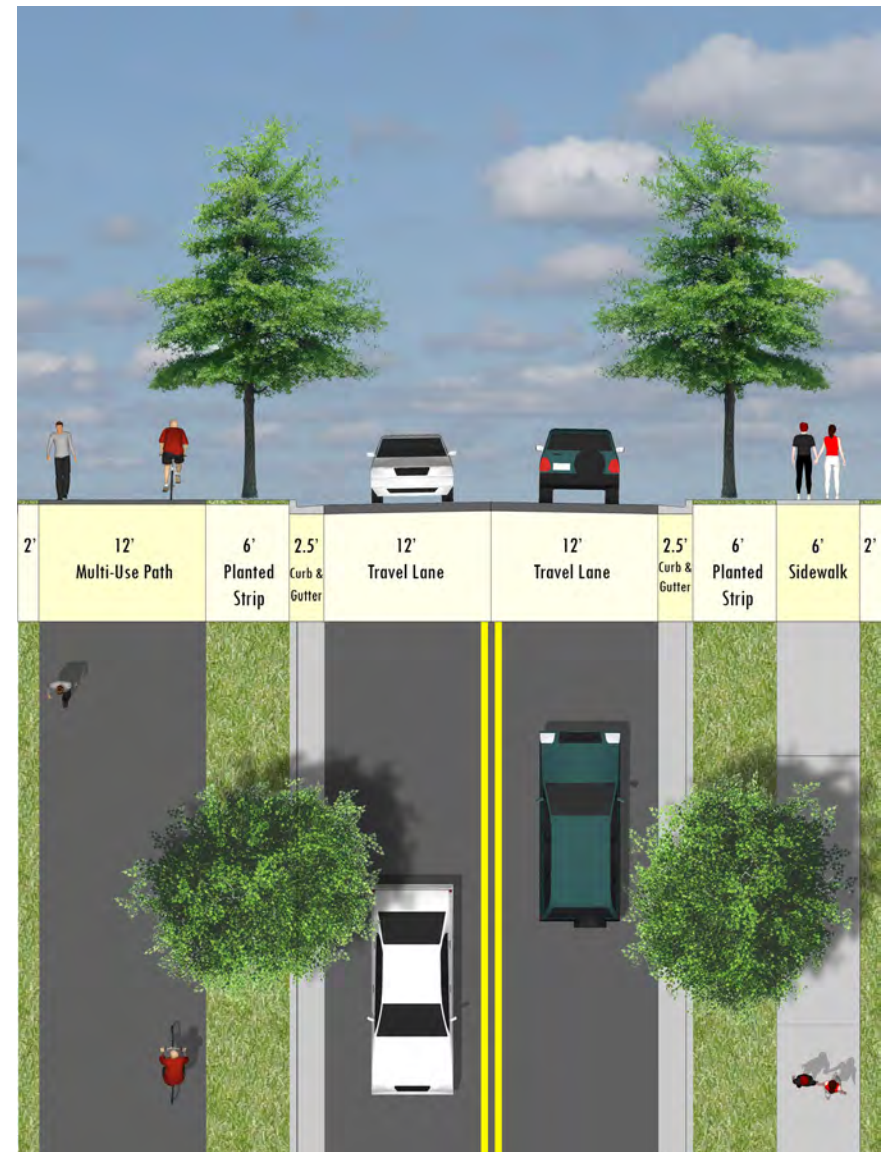 2'
12'
Multi-Use Path
6'
Planted
Strip
2.5'
Curb &
Gutter
12'
Travel Lane
12'
Travel Lane
2.5'
Curb &
Gutter
6'
Planted
Strip
6'
Sidewalk
2'